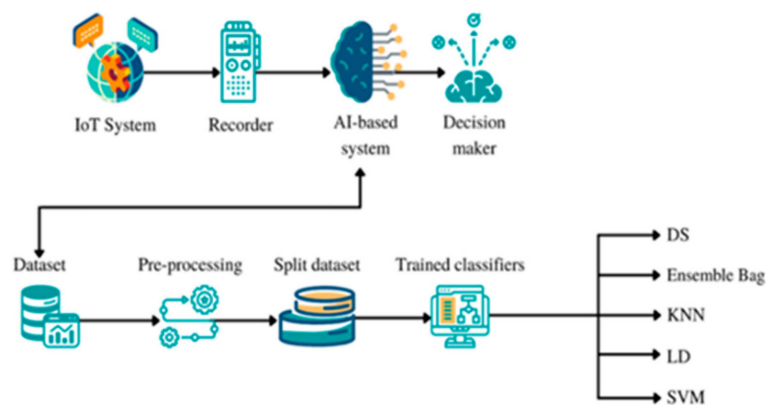 IoT System
Recorder
AI-based
system
Decision
maker
Dataset
Pre-processing
Split dataset
Trained classifiers
DS
Ensemble Bag
KNN
LD
SVM